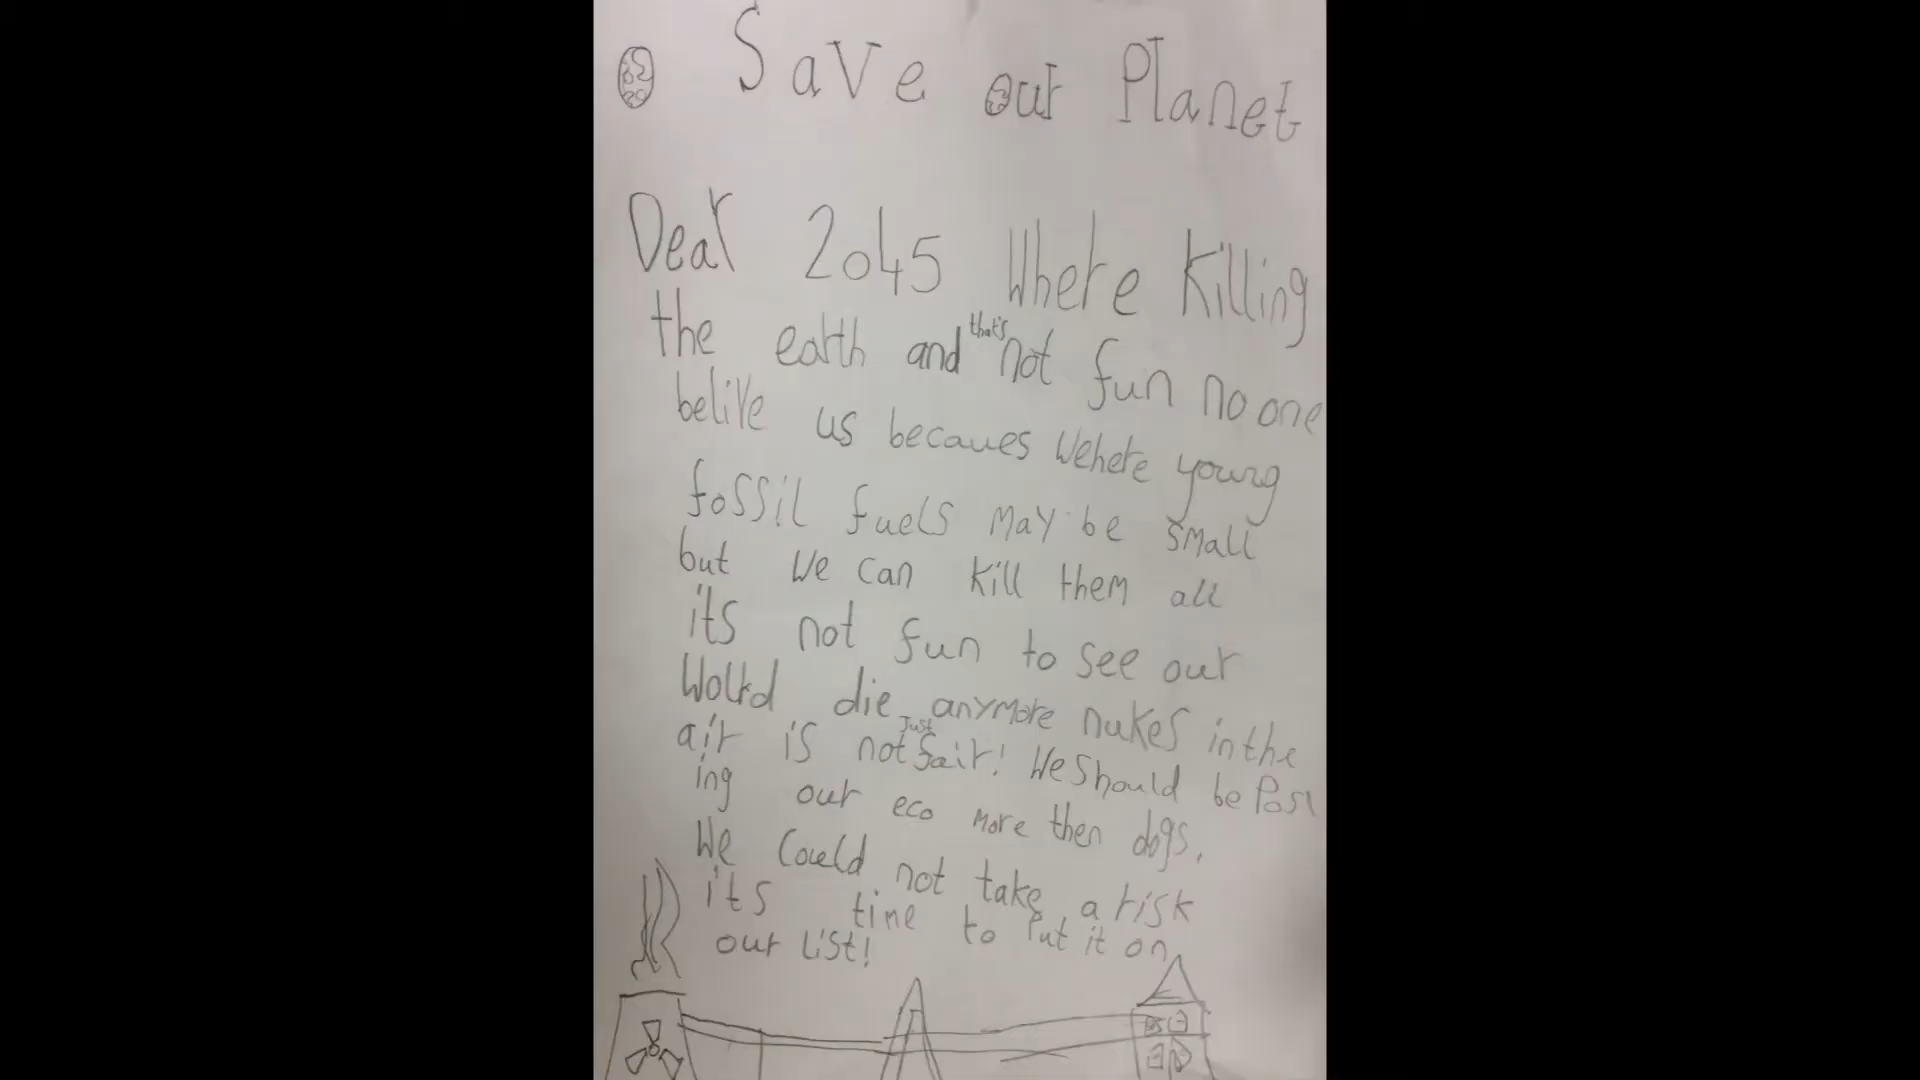 Save our Planet
Dear 2045 Where killing
the earth and that's not fun no one
belive us becaues Wehere young
fossil fuels may be small
but We can kill them all
its not fun to see our
Wolrd die anymore nukes in the
air is not just fair! We should be Posi
ing our eco more then dogs.
We Could not take a risk
its time to Put it on
our List!